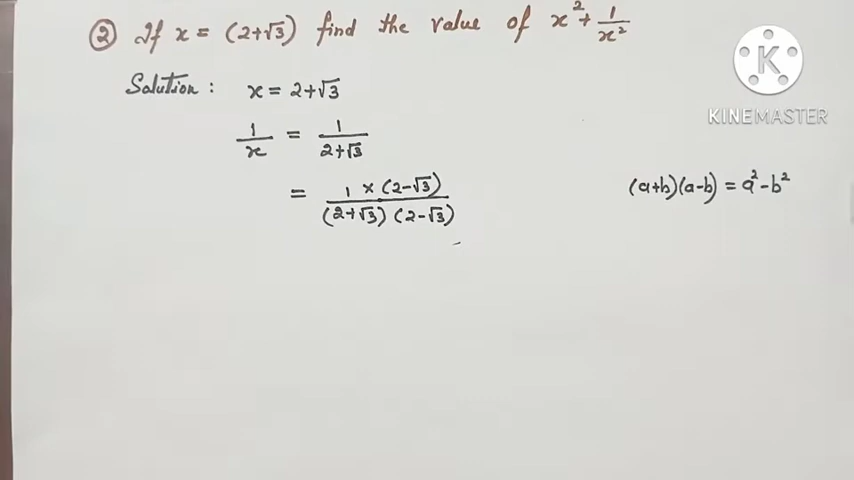 ② If x = (2+√3) find the value of x² + 1/x²
Solution : x = 2+√3
1/x = 1/(2+√3)
= 1 × (2-√3) / (2+√3) (2-√3)
(a+b)(a-b) = a² - b²
K
KINEMASTER